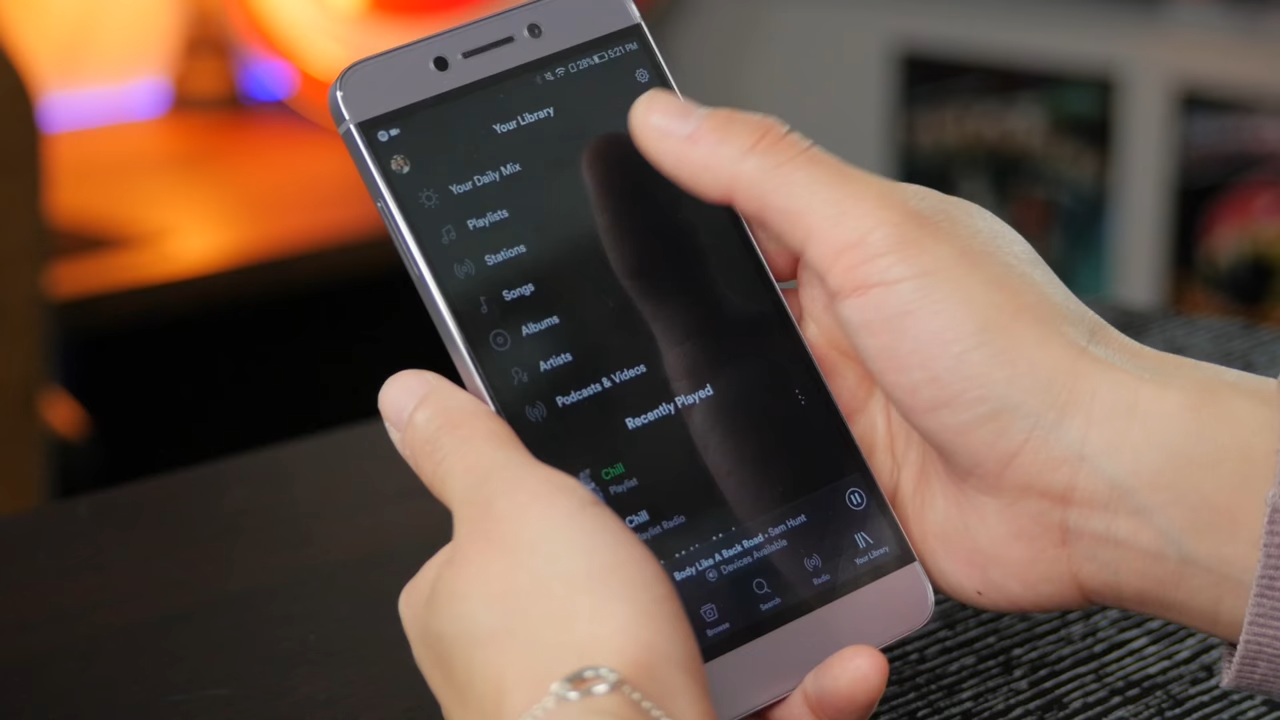 28% 5:21 PM
Your Library
Your Daily Mix
Playlists
Stations
Songs
Albums
Artists
Podcasts & Videos
Recently Played
Chill
Playlist
Chill
Radio
Body Like A Back Road • Sam Hunt
Devices Available
Browse
Search
Radio
Your Library